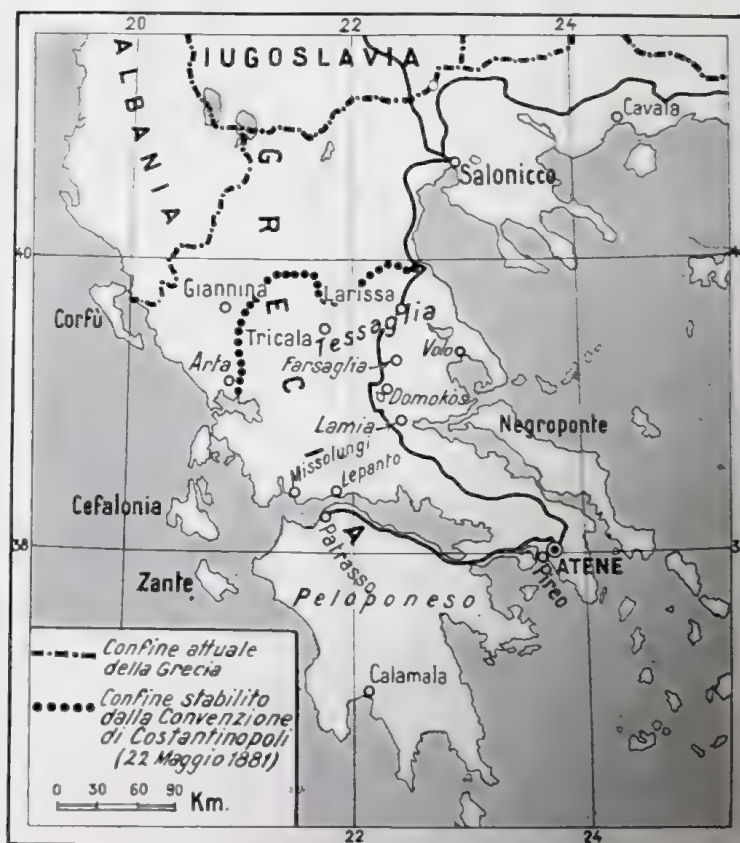 20 22 24
ALBANIA
IUGOSLAVIA
Cavala
Salonicco
GRECIA
40
Giannina
Larissa
Corfù
Tricala
Tessaglia
Volo
Arta
Farsaglia
Domokòs
Lamia
Negroponte
Missolungi
Lepanto
Cefalonia
38
Patrasso
ATENE
Pireo
Zante
Peloponeso
Calamala
Confine attuale
della Grecia
Confine stabilito
dalla Convenzione
di Costantinopoli
(22 Maggio 1881)
0 30 60 90
Km.
22 24